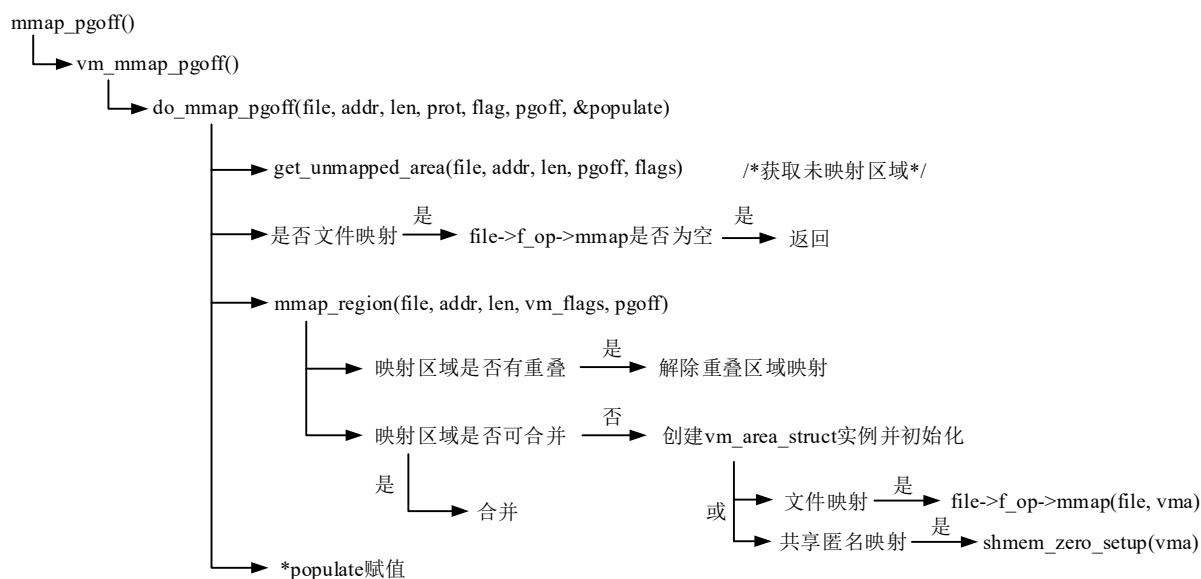 mmap_pgoff()
vm_mmap_pgoff()
do_mmap_pgoff(file, addr, len, prot, flag, pgoff, &populate)
get_unmapped_area(file, addr, len, pgoff, flags) /*获取未映射区域*/
是否文件映射 是 file->f_op->mmap是否为空 是 返回
mmap_region(file, addr, len, vm_flags, pgoff)
映射区域是否有重叠 是 解除重叠区域映射
映射区域是否可合并 否 创建vm_area_struct实例并初始化
是 合并
或 文件映射 是 file->f_op->mmap(file, vma)
共享匿名映射 是 shmem_zero_setup(vma)
*populate赋值